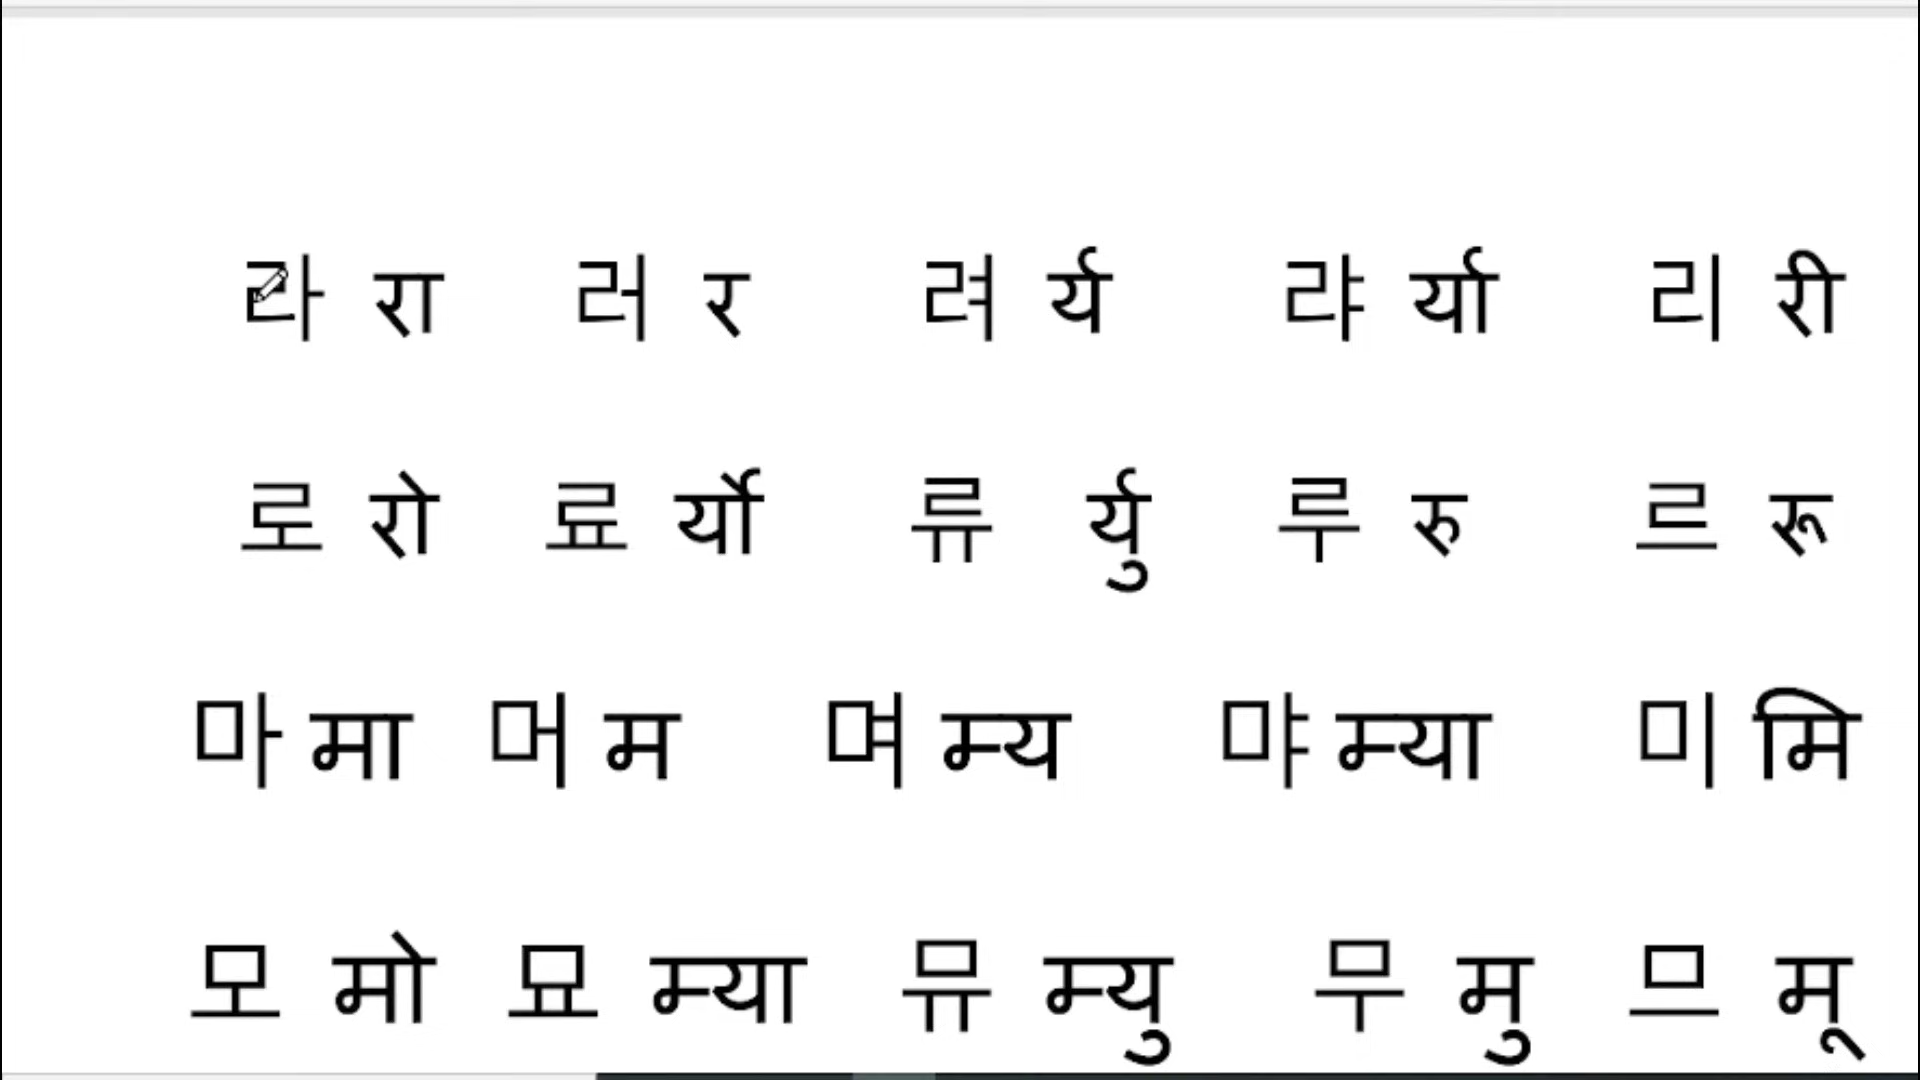 라 रा 러 र 려 र्य 랴 र्या 리 री
로 रो 료 र्यो 류 र्यु 루 रु 르 रू
마 मा 머 म 며 म्य 먀 म्या 미 मि
모 मो 묘 म्या 뮤 म्यु 무 मु 므 मू